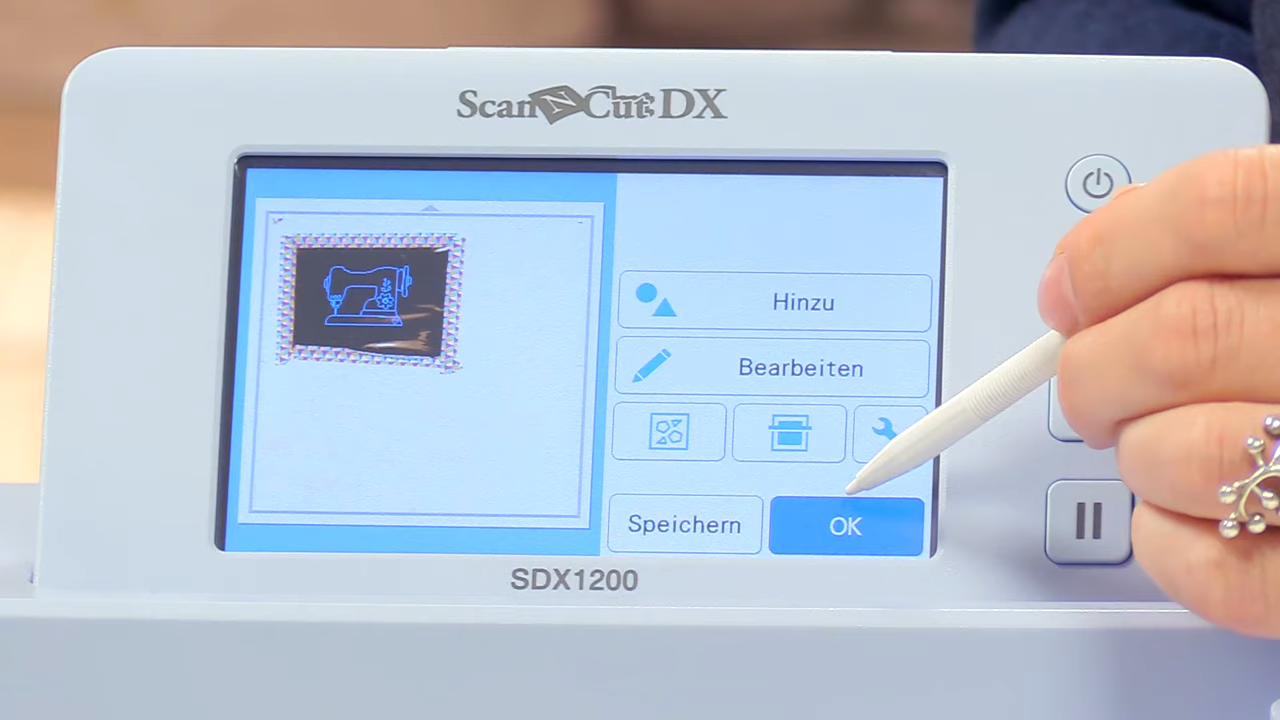 ScanNCut DX
Hinzu
Bearbeiten
Speichern
OK
SDX1200